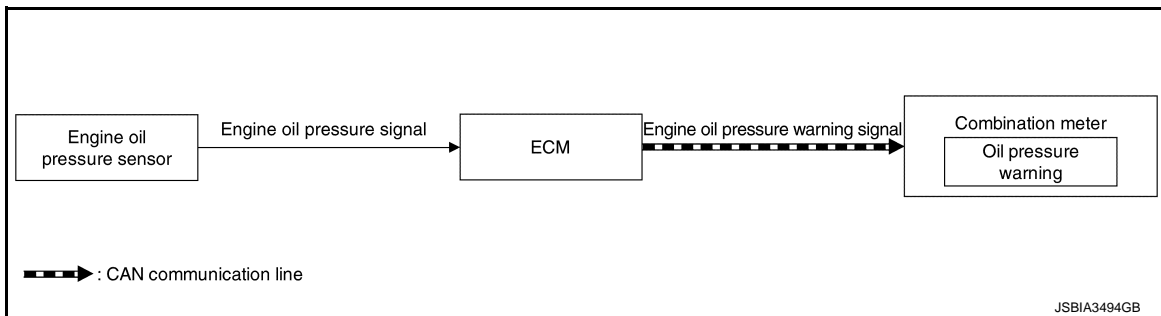 Engine oil
pressure sensor
Engine oil pressure signal
ECM
Engine oil pressure warning signal
Combination meter
Oil pressure
warning
: CAN communication line
JSBIA3494GB